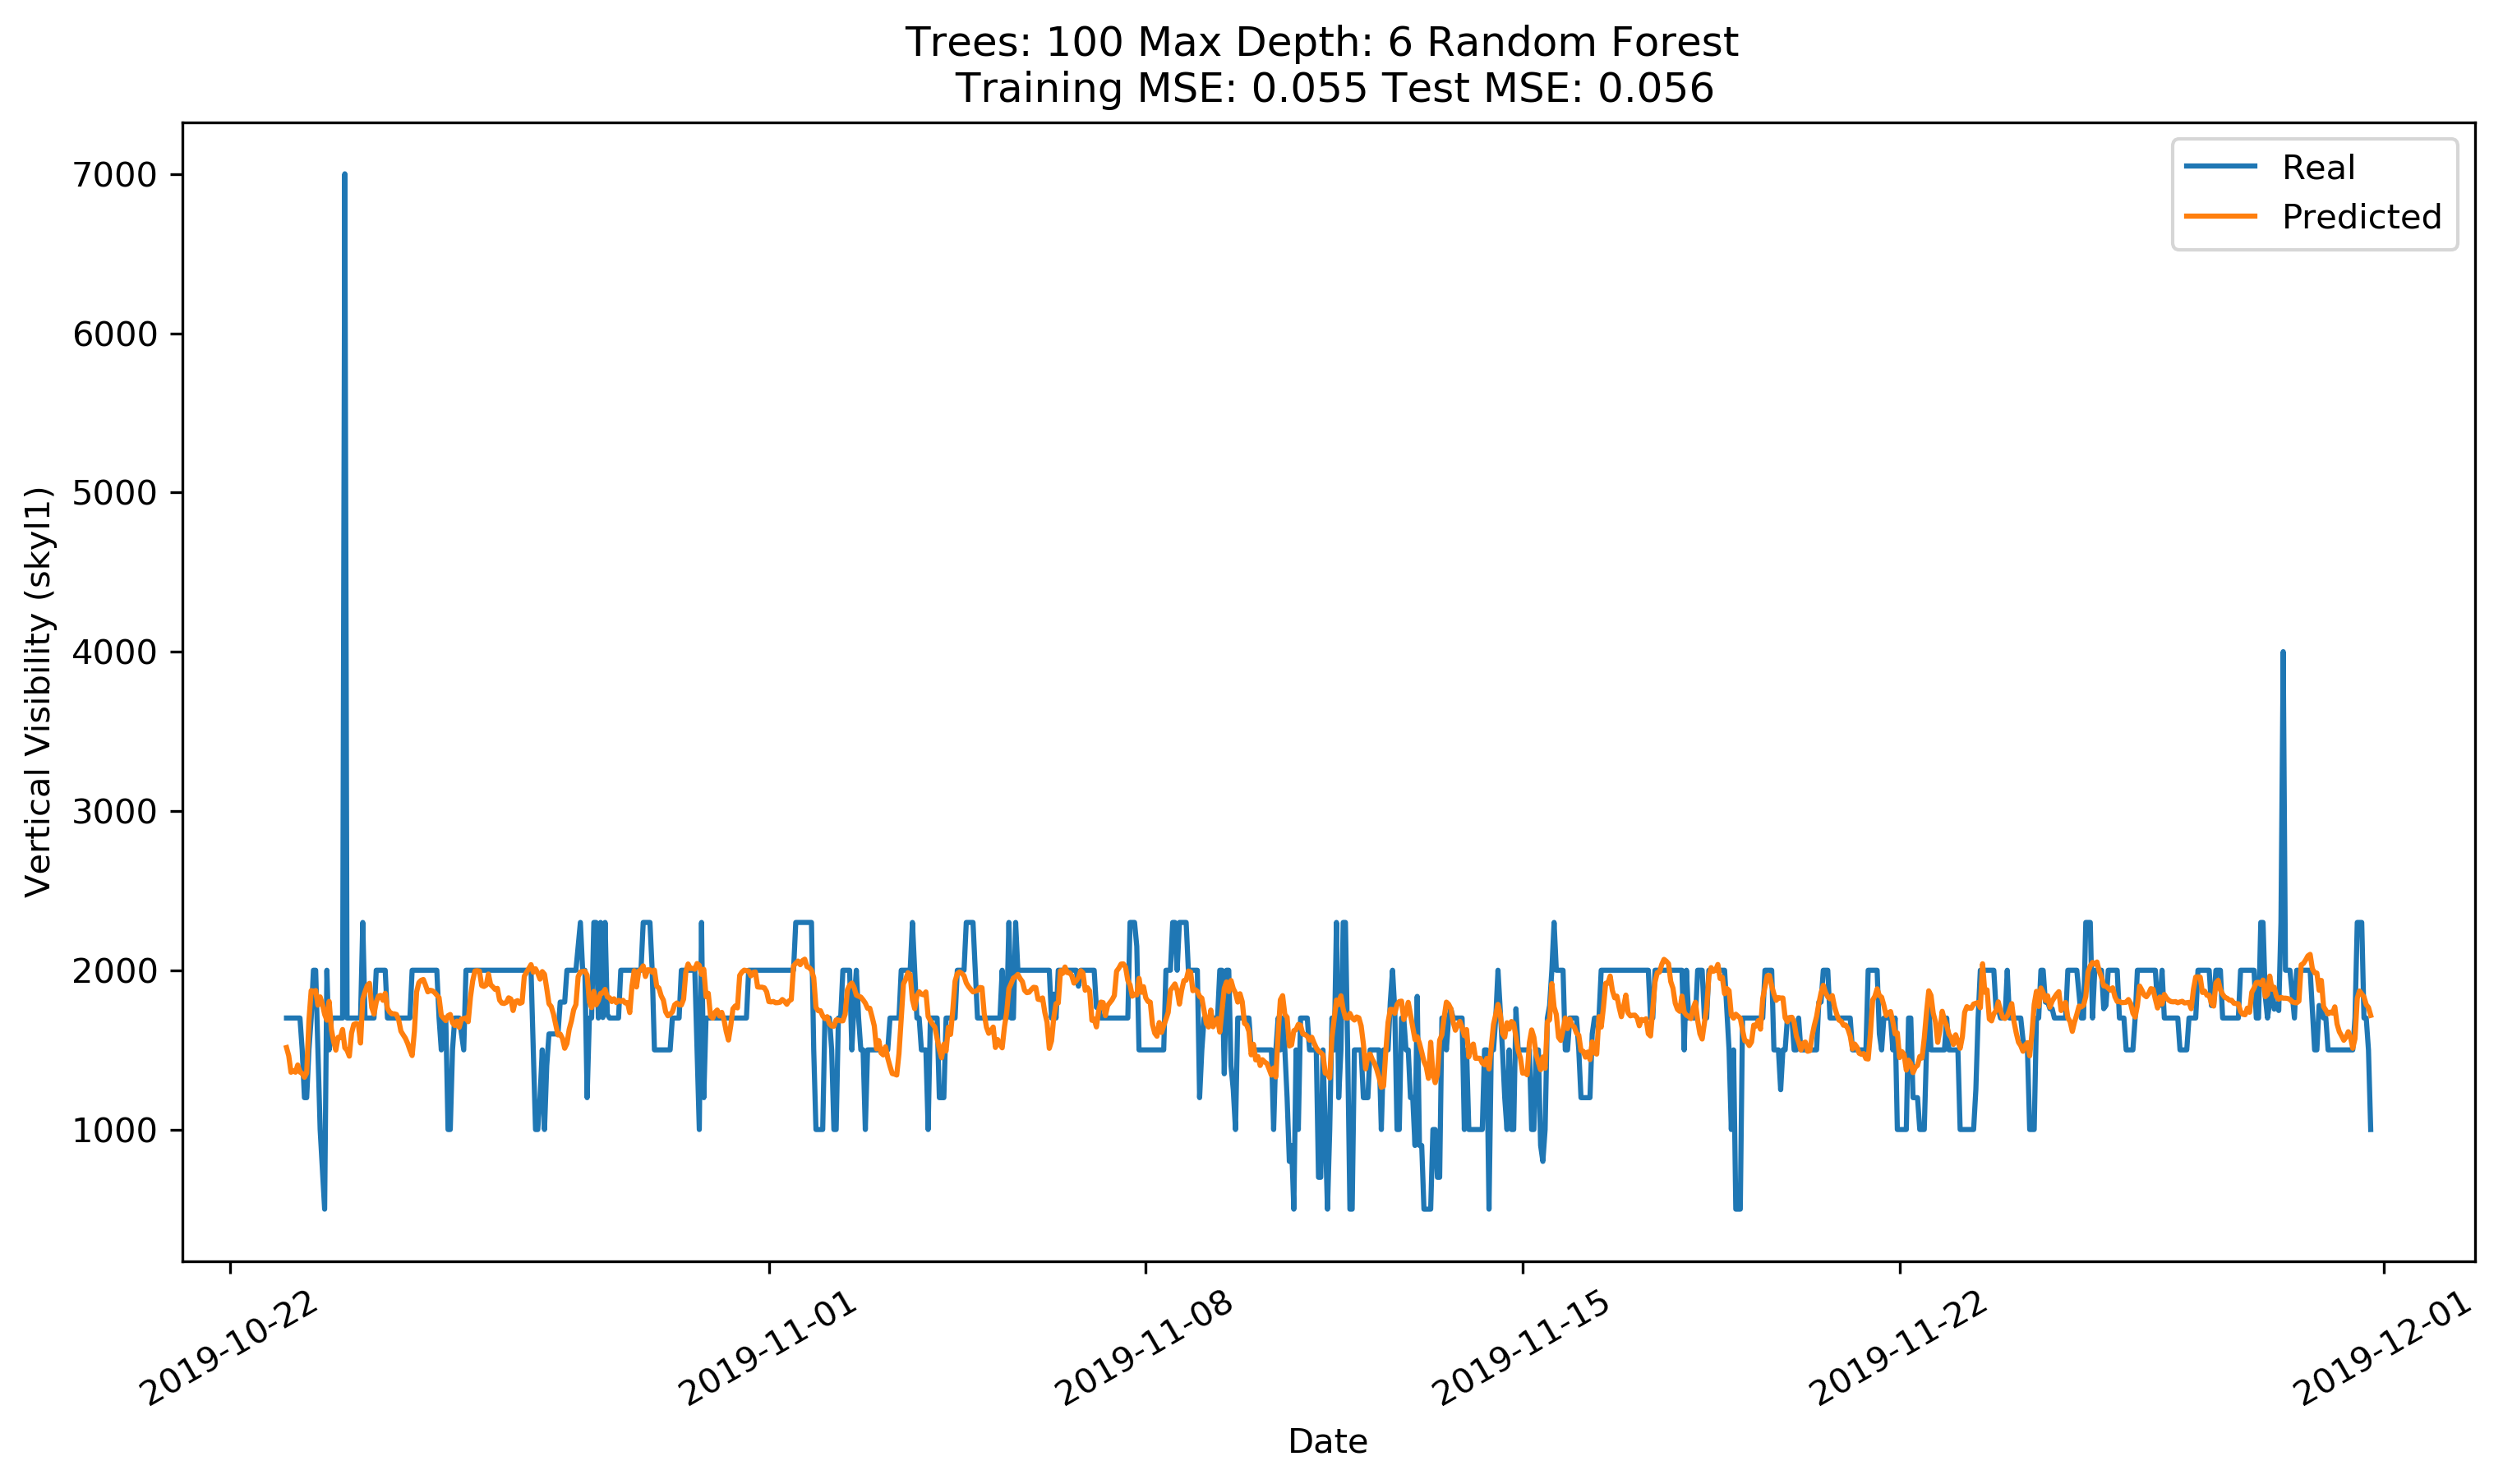 Trees: 100 Max Depth: 6 Random Forest
Training MSE: 0.055 Test MSE: 0.056
Real
Predicted
7000
6000
5000
4000
3000
2000
1000
Vertical Visibility (skyl1)
2019-10-22
2019-11-01
2019-11-08
2019-11-15
2019-11-22
2019-12-01
Date